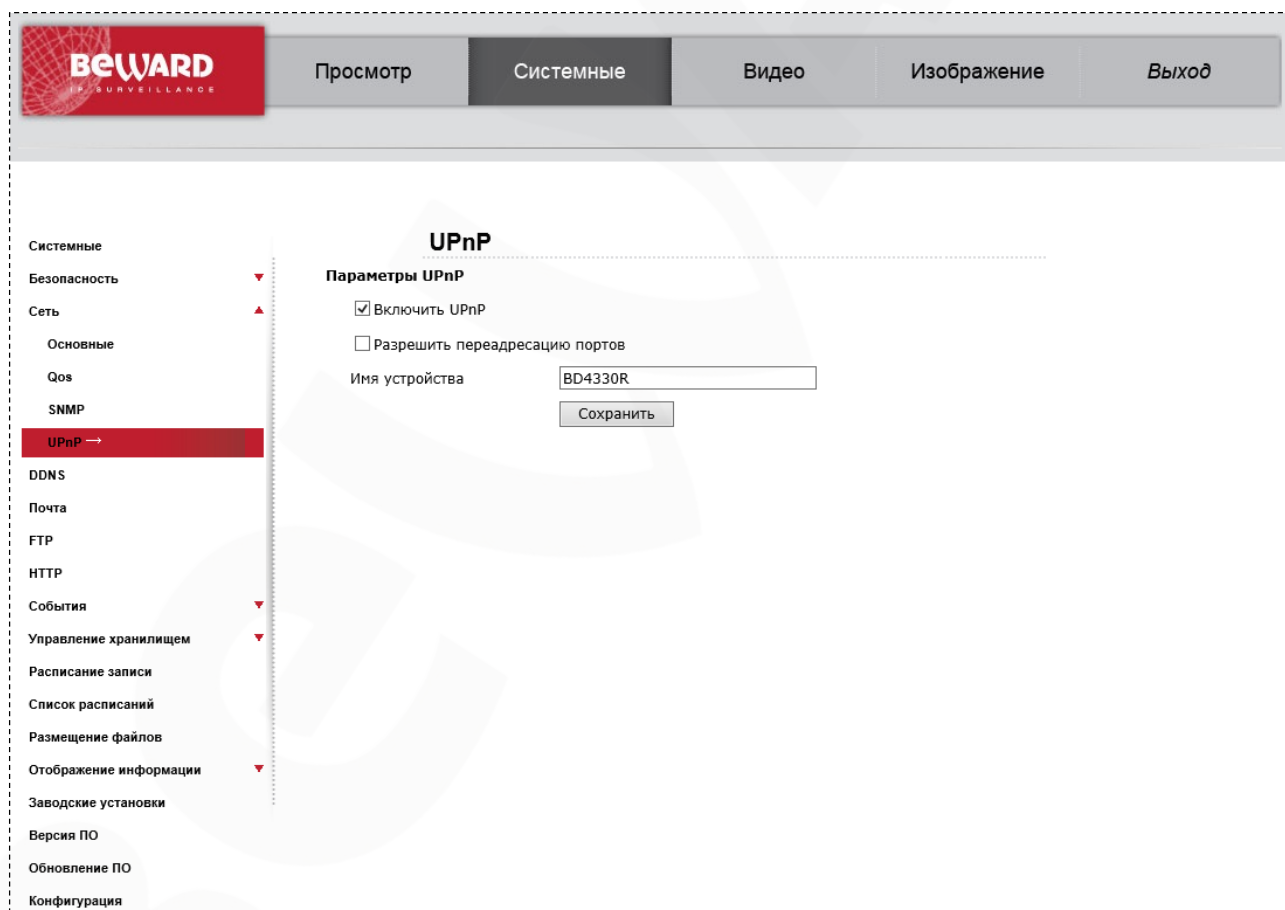 BEWARD
IP SURVEILLANCE
Просмотр
Системные
Видео
Изображение
Выход
Системные
Безопасность
Сеть
Основные
Qos
SNMP
UPnP →
DDNS
Почта
FTP
HTTP
События
Управление хранилищем
Расписание записи
Список расписаний
Размещение файлов
Отображение информации
Заводские установки
Версия ПО
Обновление ПО
Конфигурация
UPnP
Параметры UPnP
Включить UPnP
Разрешить переадресацию портов
Имя устройства BD4330R
Сохранить